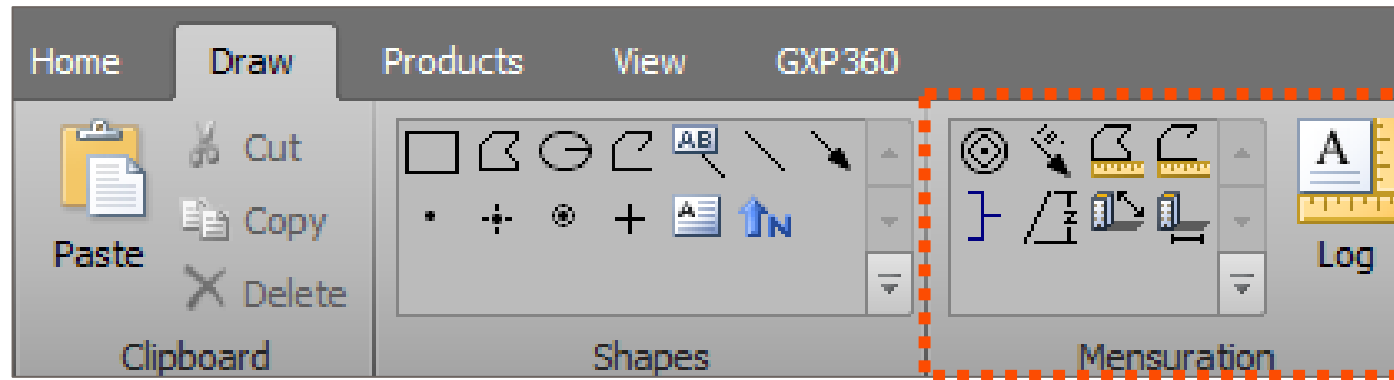 Home Draw Products View GXP360
Paste
Cut
Copy
Delete
Clipboard
AB
A
N
Shapes
N
A
Log
Mensuration